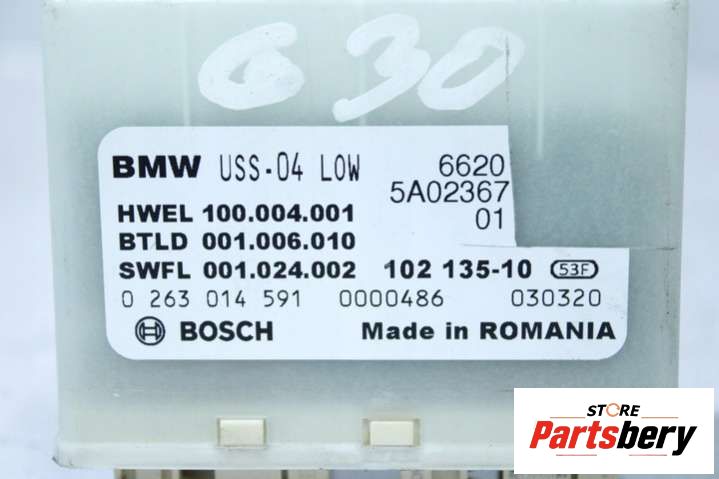 G 30
BMW USS-04 LOW 6620
5A02367
01
HWEL 100.004.001
BTLD 001.006.010
SWFL 001.024.002 102 135-10 53F
0 263 014 591 0000486 030320
BOSCH Made in ROMANIA
STORE
Partsbery